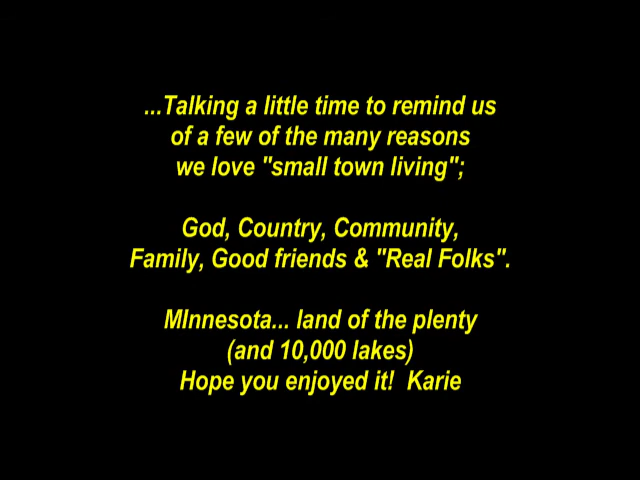 ...Talking a little time to remind us
of a few of the many reasons
we love "small town living";
God, Country, Community,
Family, Good friends & "Real Folks".
MInnesota... land of the plenty
(and 10,000 lakes)
Hope you enjoyed it!  Karie